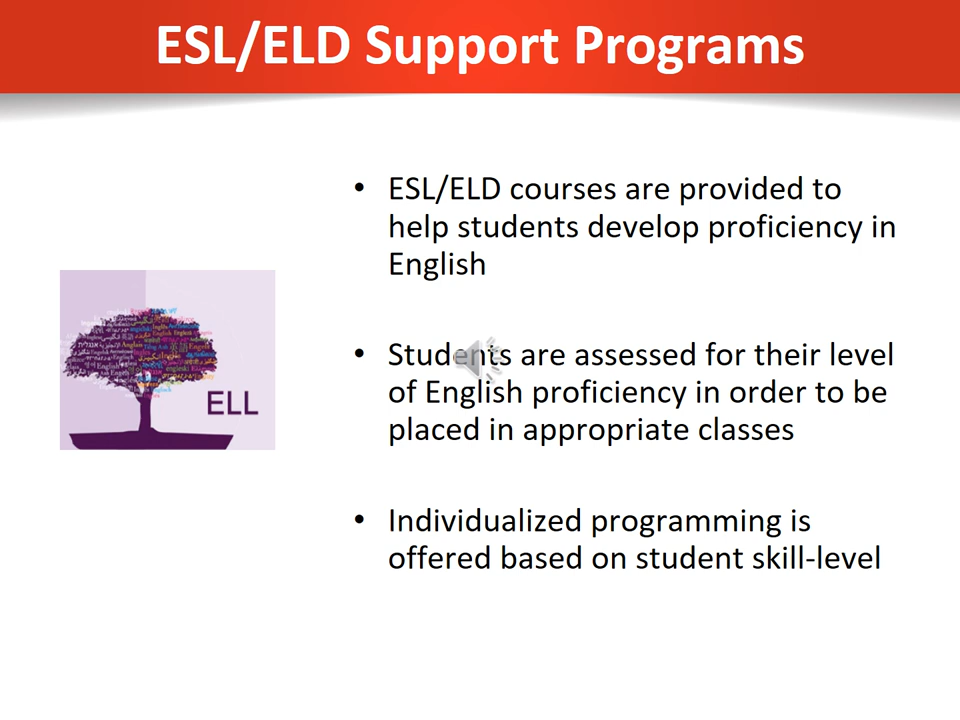 ESL/ELD Support Programs
• ESL/ELD courses are provided to
help students develop proficiency in
English
• Students are assessed for their level
of English proficiency in order to be
placed in appropriate classes
• Individualized programming is
offered based on student skill-level
ELL